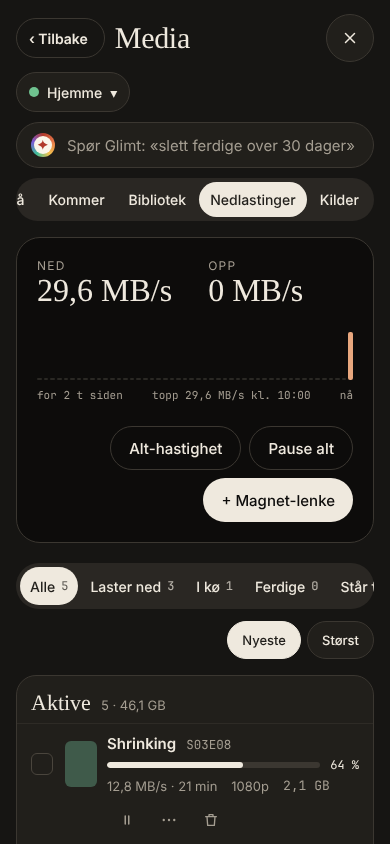 ‹ Tilbake
Media
Hjemme ▾
Spør Glimt: «slett ferdige over 30 dager»
å Kommer Bibliotek Nedlastinger Kilder
NED OPP
29,6 MB/s 0 MB/s
for 2 t siden topp 29,6 MB/s kl. 10:00 nå
Alt-hastighet Pause alt
+ Magnet-lenke
Alle 5 Laster ned 3 I kø 1 Ferdige 0 Står
Nyeste Størst
Aktive 5 · 46,1 GB
Shrinking S03E08
64 %
12,8 MB/s · 21 min 1080p 2,1 GB